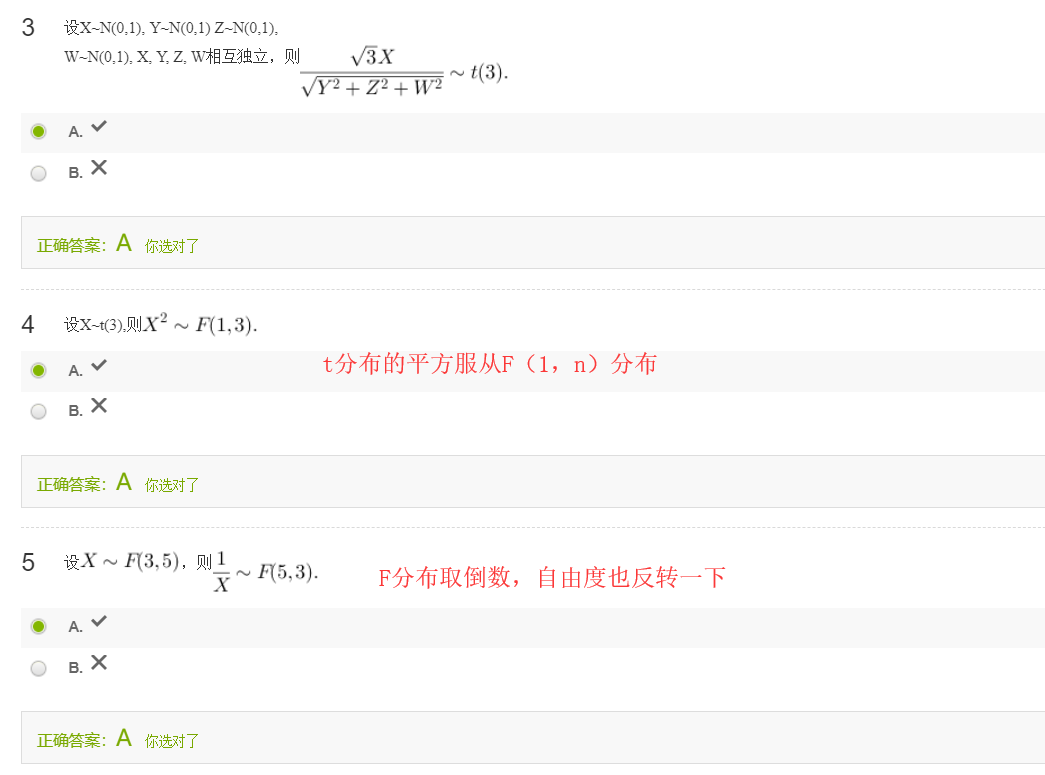 3 设X~N(0,1), Y~N(0,1) Z~N(0,1),
W~N(0,1), X, Y, Z, W相互独立，则 √3X / √(Y² + Z² + W²) ~ t(3).
A. ✓
B. ✕
正确答案：A 你选对了
4 设X~t(3),则X² ~ F(1,3).
A. ✓
t分布的平方服从F（1，n）分布
B. ✕
正确答案：A 你选对了
5 设X ~ F(3,5)，则 1/X ~ F(5,3).
F分布取倒数，自由度也反转一下
A. ✓
B. ✕
正确答案：A 你选对了